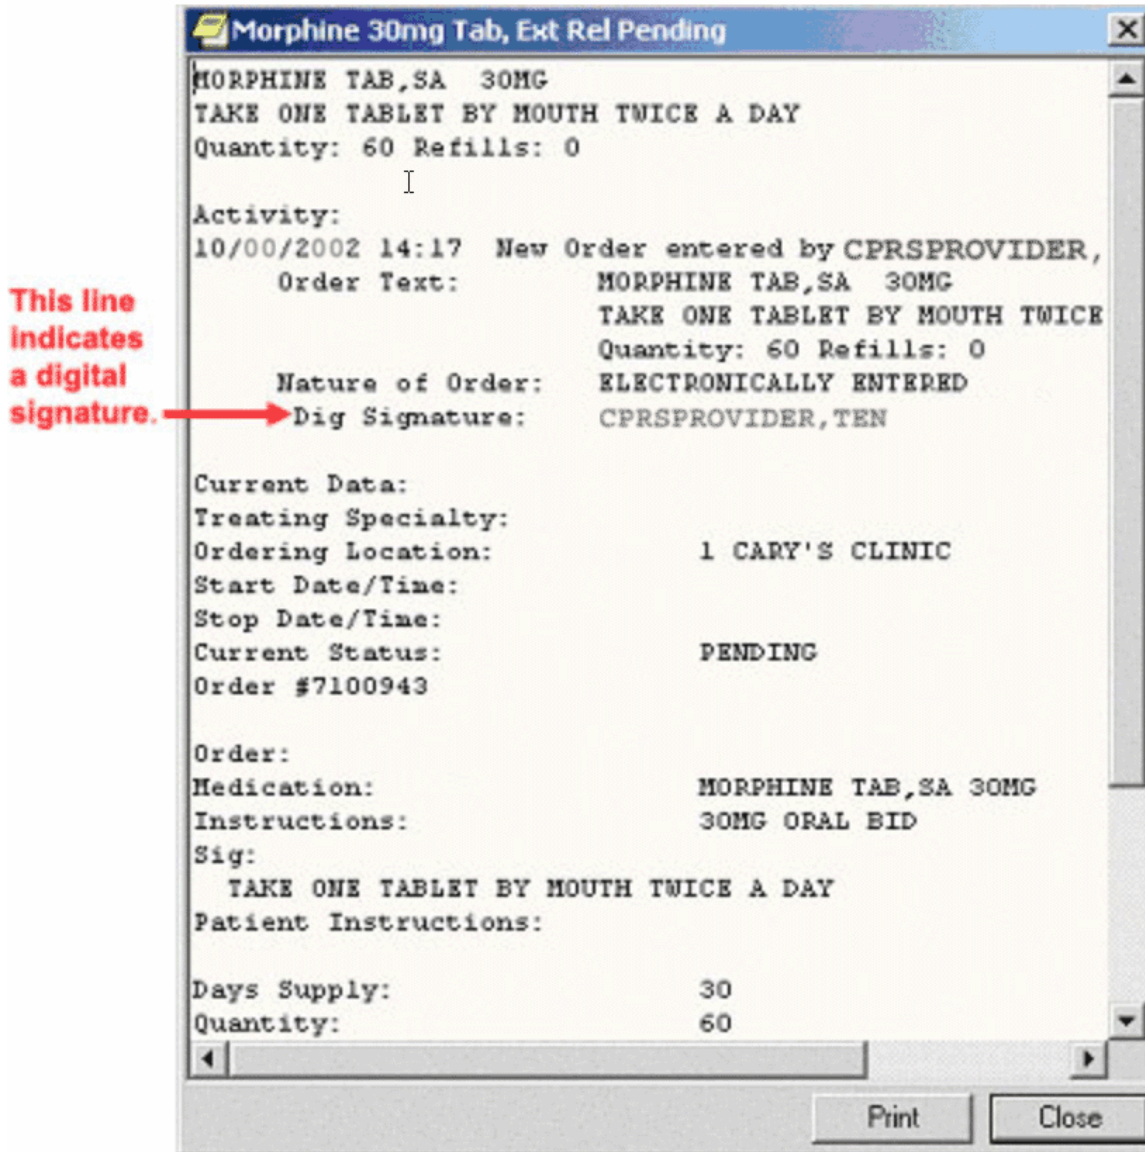 Morphine 30mg Tab, Ext Rel Pending
MORPHINE TAB,SA 30MG
TAKE ONE TABLET BY MOUTH TWICE A DAY
Quantity: 60 Refills: 0
Activity:
10/00/2002 14:17 New Order entered by CPRSPROVIDER,
Order Text: MORPHINE TAB,SA 30MG
TAKE ONE TABLET BY MOUTH TWICE
Quantity: 60 Refills: 0
Nature of Order: ELECTRONICALLY ENTERED
Dig Signature: CPRSPROVIDER,TEN
This line
indicates
a digital
signature.
Current Data:
Treating Specialty:
Ordering Location: 1 CARY'S CLINIC
Start Date/Time:
Stop Date/Time:
Current Status: PENDING
Order #7100943
Order:
Medication: MORPHINE TAB,SA 30MG
Instructions: 30MG ORAL BID
Sig:
TAKE ONE TABLET BY MOUTH TWICE A DAY
Patient Instructions:
Days Supply: 30
Quantity: 60
Print Close